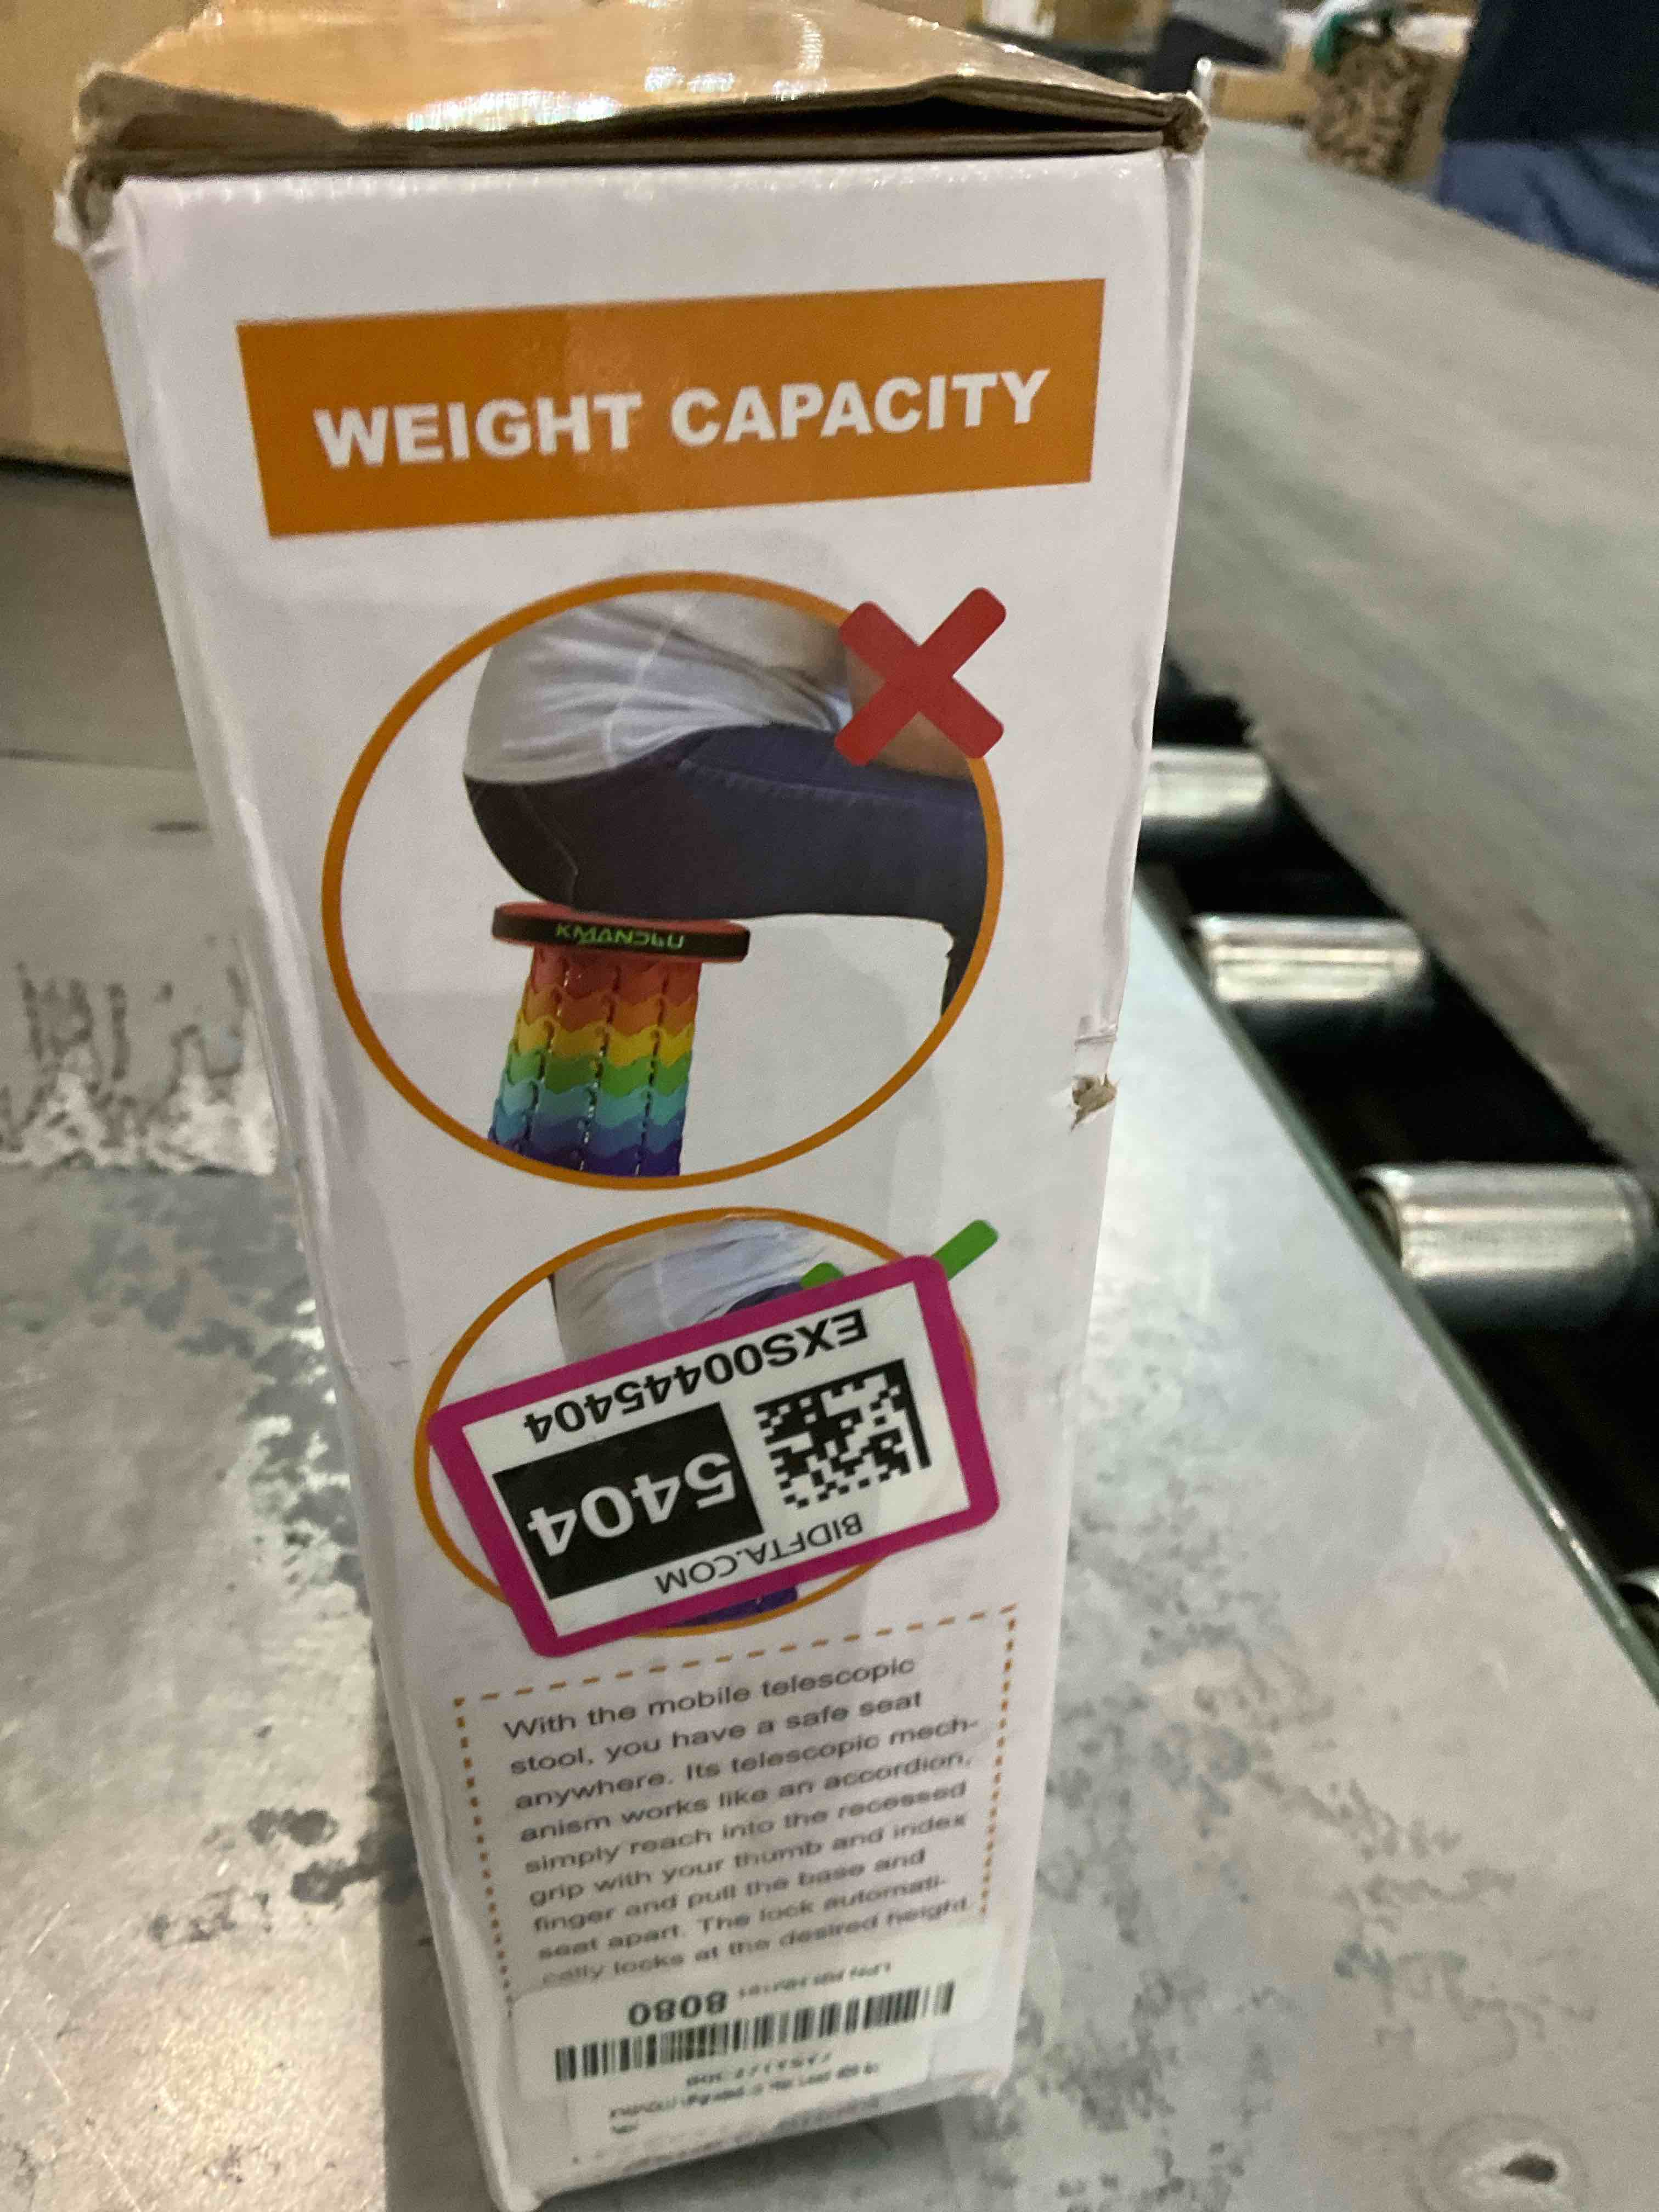 WEIGHT CAPACITY
KMANDLU
EXS00445404
5404
BIDFTA.COM
With the mobile telescopic
stool, you have a safe seat
anywhere. Its telescopic mech-
anism works like an accordion,
simply reach into the recessed
grip with your thumb and index
finger and pull the base and
seat apart. The lock automati-
cally locks at the desired height.
8080